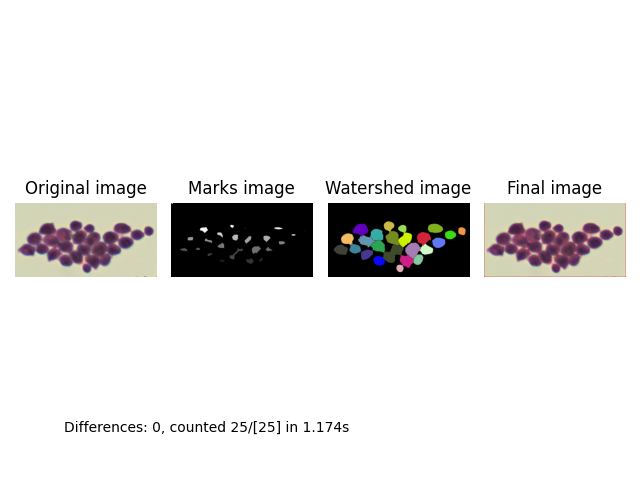 Original image
Marks image
Watershed image
Final image
Differences: 0, counted 25/[25] in 1.174s